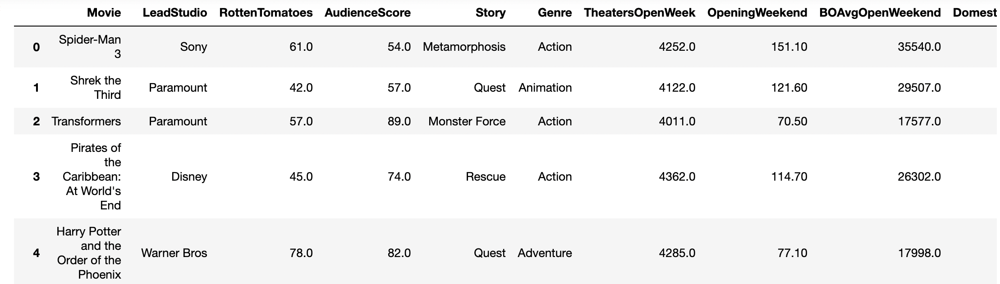 Movie LeadStudio RottenTomatoes AudienceScore Story Genre TheatersOpenWeek OpeningWeekend BOAvgOpenWeekend Domest
0 Spider-Man 3 Sony 61.0 54.0 Metamorphosis Action 4252.0 151.10 35540.0
1 Shrek the Third Paramount 42.0 57.0 Quest Animation 4122.0 121.60 29507.0
2 Transformers Paramount 57.0 89.0 Monster Force Action 4011.0 70.50 17577.0
3 Pirates of the Caribbean: At World's End Disney 45.0 74.0 Rescue Action 4362.0 114.70 26302.0
4 Harry Potter and the Order of the Phoenix Warner Bros 78.0 82.0 Quest Adventure 4285.0 77.10 17998.0